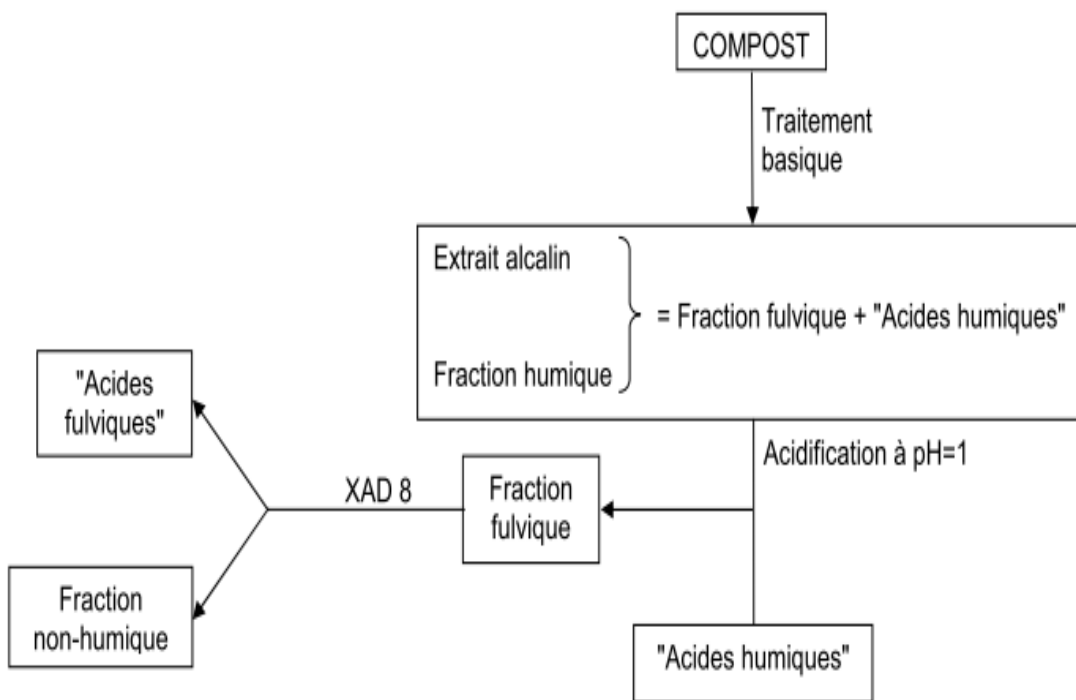 COMPOST
Traitement
basique
Extrait alcalin
= Fraction fulvique + "Acides humiques"
Fraction humique
"Acides
fulviques"
Acidification à pH=1
XAD 8
Fraction
fulvique
Fraction
non-humique
"Acides humiques"